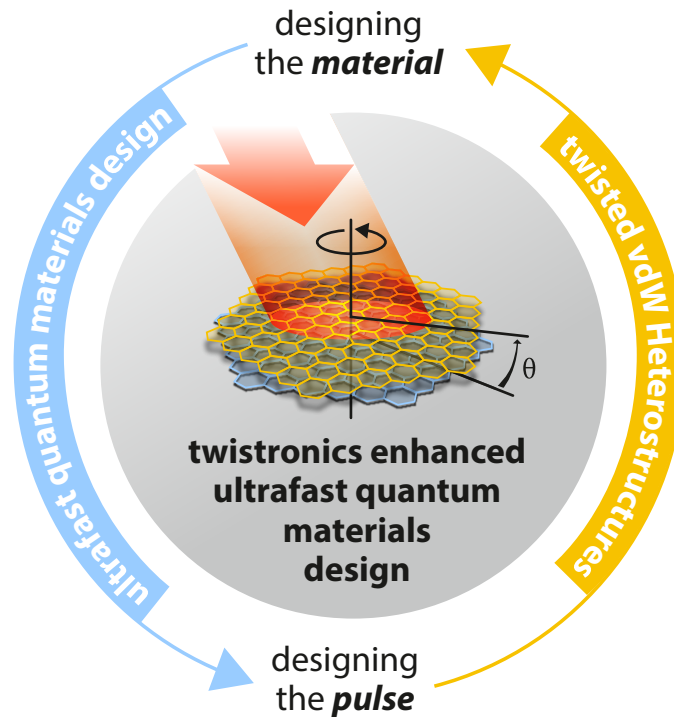 designing
the material
ultrafast quantum materials design
twisted vdW Heterostructures
θ
twistronics enhanced
ultrafast quantum
materials
design
designing
the pulse